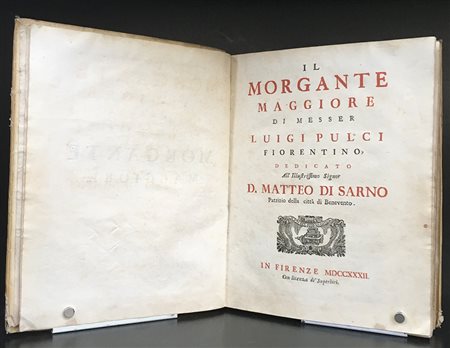 IL
MORGANTE
MAGGIORE
DI MESSER
LUIGI PULCI
FIORENTINO,
DEDICATO
All'Illustrissimo Signor
D. MATTEO DI SARNO
Patrizio della città di Benevento.
IN FIRENZE MDCCXXXII.
Con licenza de' Superiori.